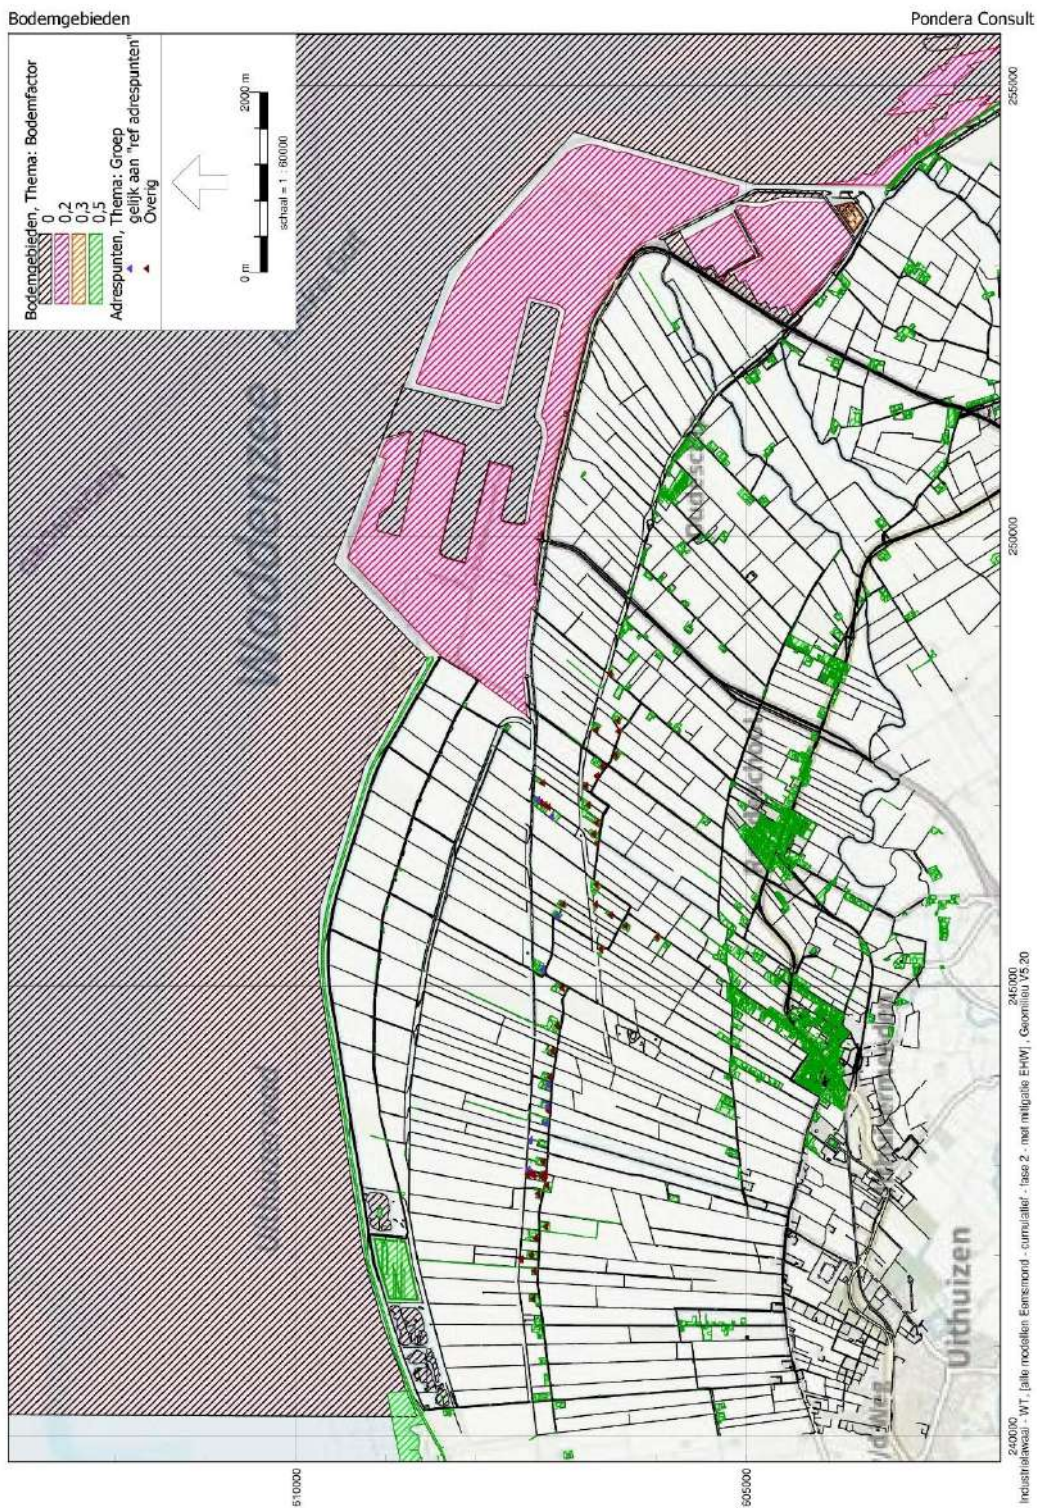 Bodemgebieden
Pondera Consult
Bodemgebieden, Thema: Bodemfactor
0
0,2
0,3
0,5
Adrespunten, Thema: Groep
gelijk aan "ref adrespunten"
Overig
0 m
2000 m
schaal = 1 : 60000
Waddenzee
Uithuizen
240000
245000
250000
255000
610000
605000
Industrielawaai - WT, [alle modellen Eemsmond - cumulatief - fase 2 - met mitigatie EHW] , Geomilieu V5.20